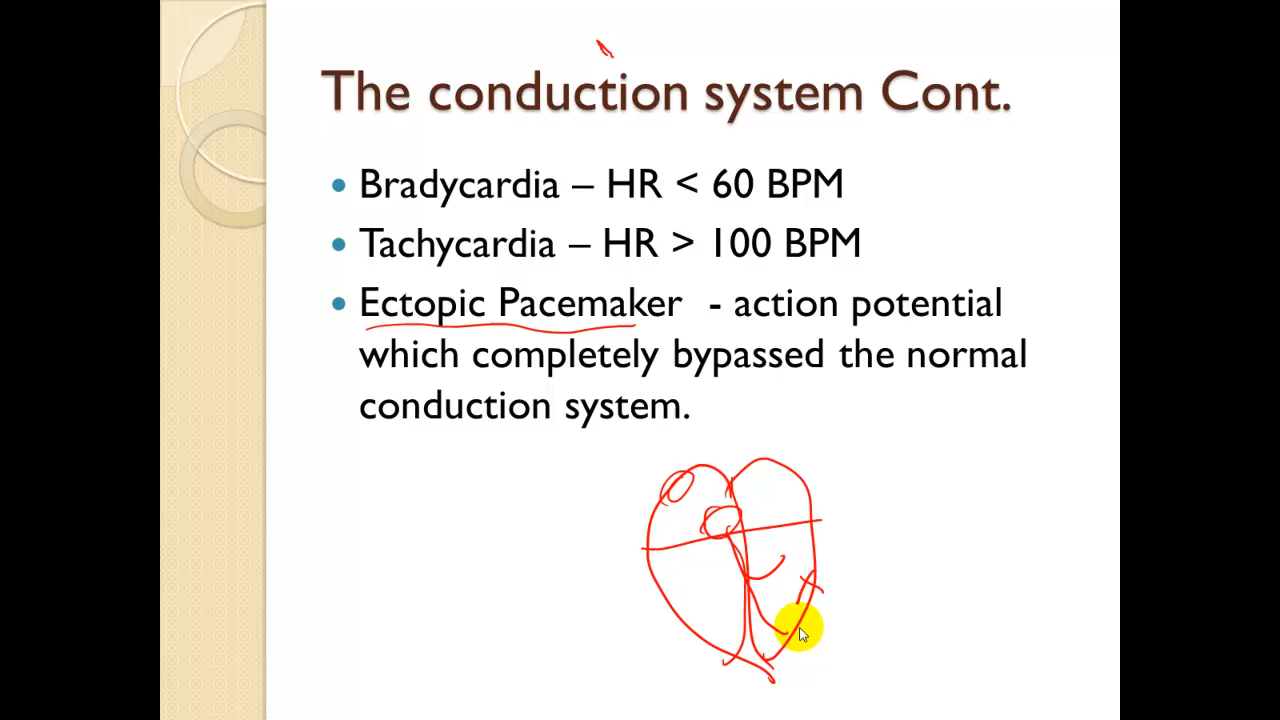 The conduction system Cont.
Bradycardia – HR < 60 BPM
Tachycardia – HR > 100 BPM
Ectopic Pacemaker - action potential
which completely bypassed the normal
conduction system.